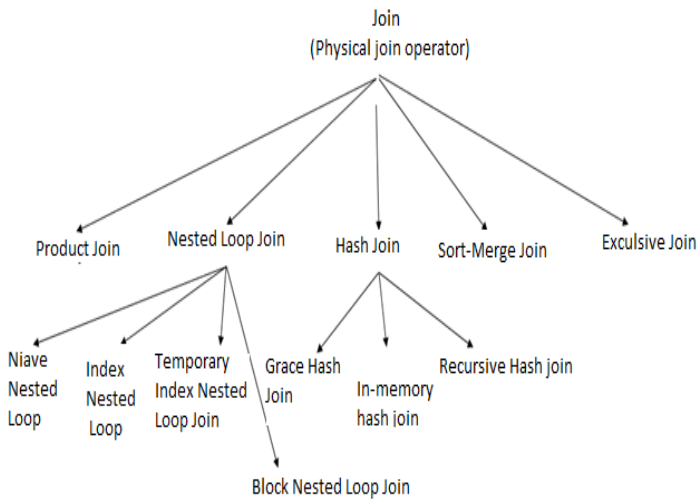 Join
(Physical join operator)
Product Join
Nested Loop Join
Hash Join
Sort-Merge Join
Exculsive Join
Niave
Nested
Loop
Index
Nested
Loop
Temporary
Index Nested
Loop Join
Grace Hash
Join
In-memory
hash join
Recursive Hash join
Block Nested Loop Join